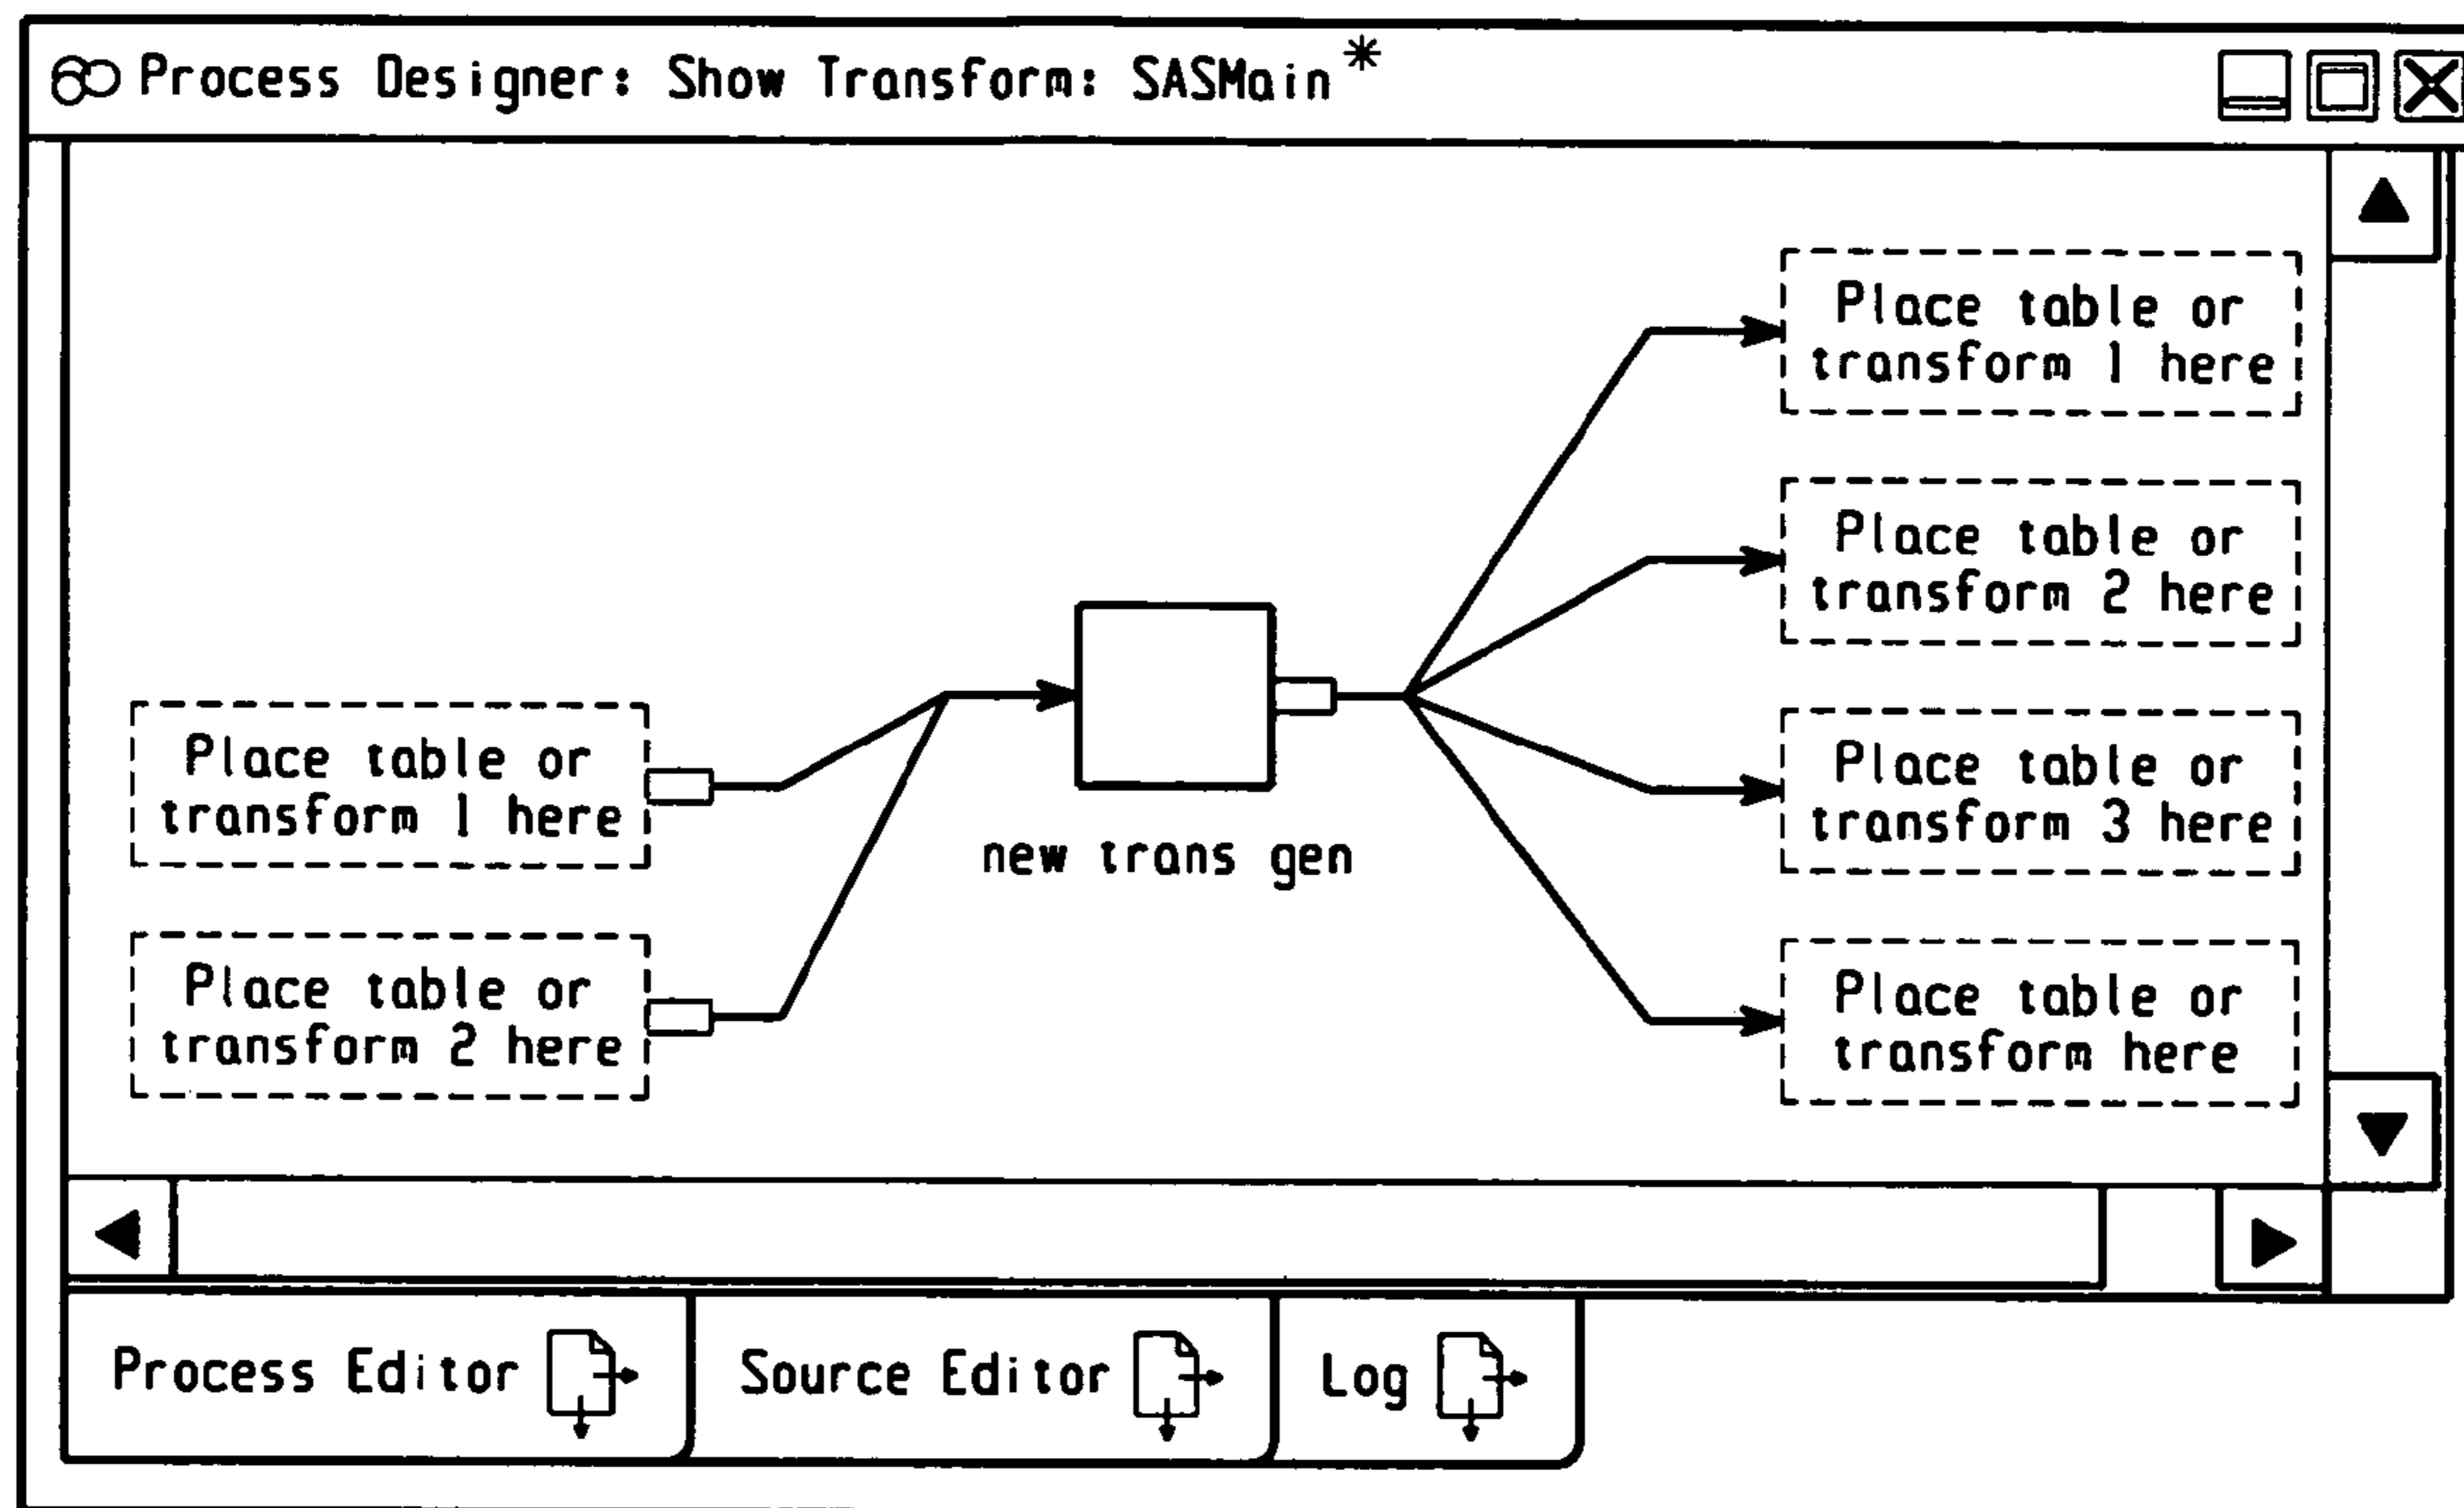 Process Designer: Show Transform: SASMain*
Place table or
transform 1 here
Place table or
transform 2 here
new trans gen
Place table or
transform 1 here
Place table or
transform 2 here
Place table or
transform 3 here
Place table or
transform here
Process Editor
Source Editor
Log